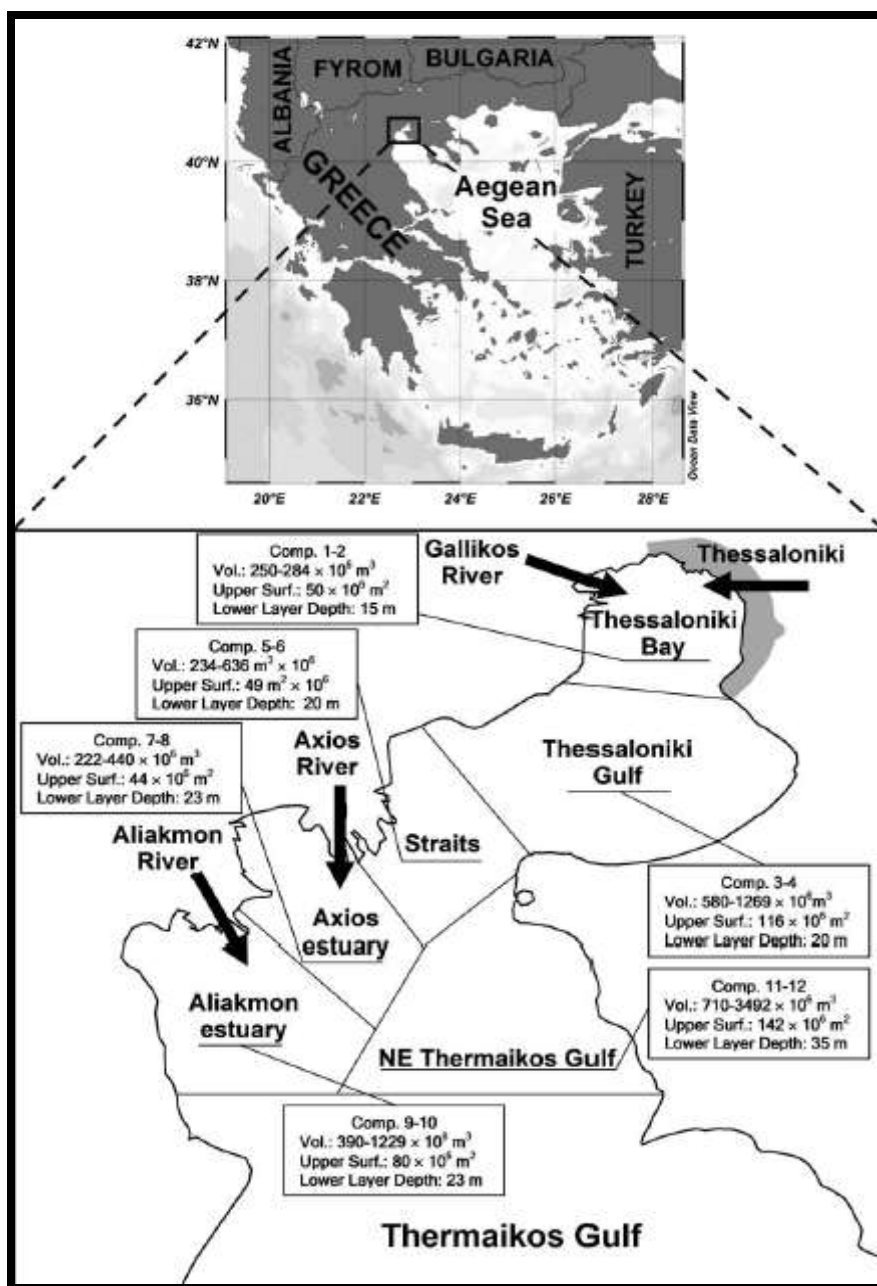 42°N
ALBANIA
FYROM
BULGARIA
40°N
GREECE
Aegean
Sea
TURKEY
38°N
36°N
Ocean Data View
20°E
22°E
24°E
26°E
28°E
Comp. 1-2
Vol.: 250-284 × 10⁶ m³
Upper Surf.: 50 × 10⁶ m²
Lower Layer Depth: 15 m
Gallikos
River
Thessaloniki
Thessaloniki
Bay
Comp. 5-6
Vol.: 234-636 m³ × 10⁶
Upper Surf.: 49 m² × 10⁶
Lower Layer Depth: 20 m
Comp. 7-8
Vol.: 222-440 × 10⁶ m³
Upper Surf.: 44 × 10⁶ m²
Lower Layer Depth: 23 m
Axios
River
Thessaloniki
Gulf
Aliakmon
River
Straits
Comp. 3-4
Vol.: 580-1269 × 10⁶m³
Upper Surf.: 116 × 10⁶ m²
Lower Layer Depth: 20 m
Axios
estuary
Aliakmon
estuary
Comp. 11-12
Vol.: 710-3492 × 10⁶ m³
Upper Surf.: 142 × 10⁶ m²
Lower Layer Depth: 35 m
NE Thermaikos Gulf
Comp. 9-10
Vol.: 390-1229 × 10⁶ m³
Upper Surf.: 80 × 10⁶ m²
Lower Layer Depth: 23 m
Thermaikos Gulf